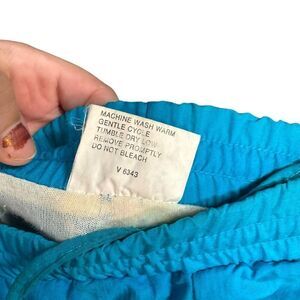 MACHINE WASH WARM
GENTLE CYCLE
TUMBLE DRY LOW
REMOVE PROMPTLY
DO NOT BLEACH
V 6343